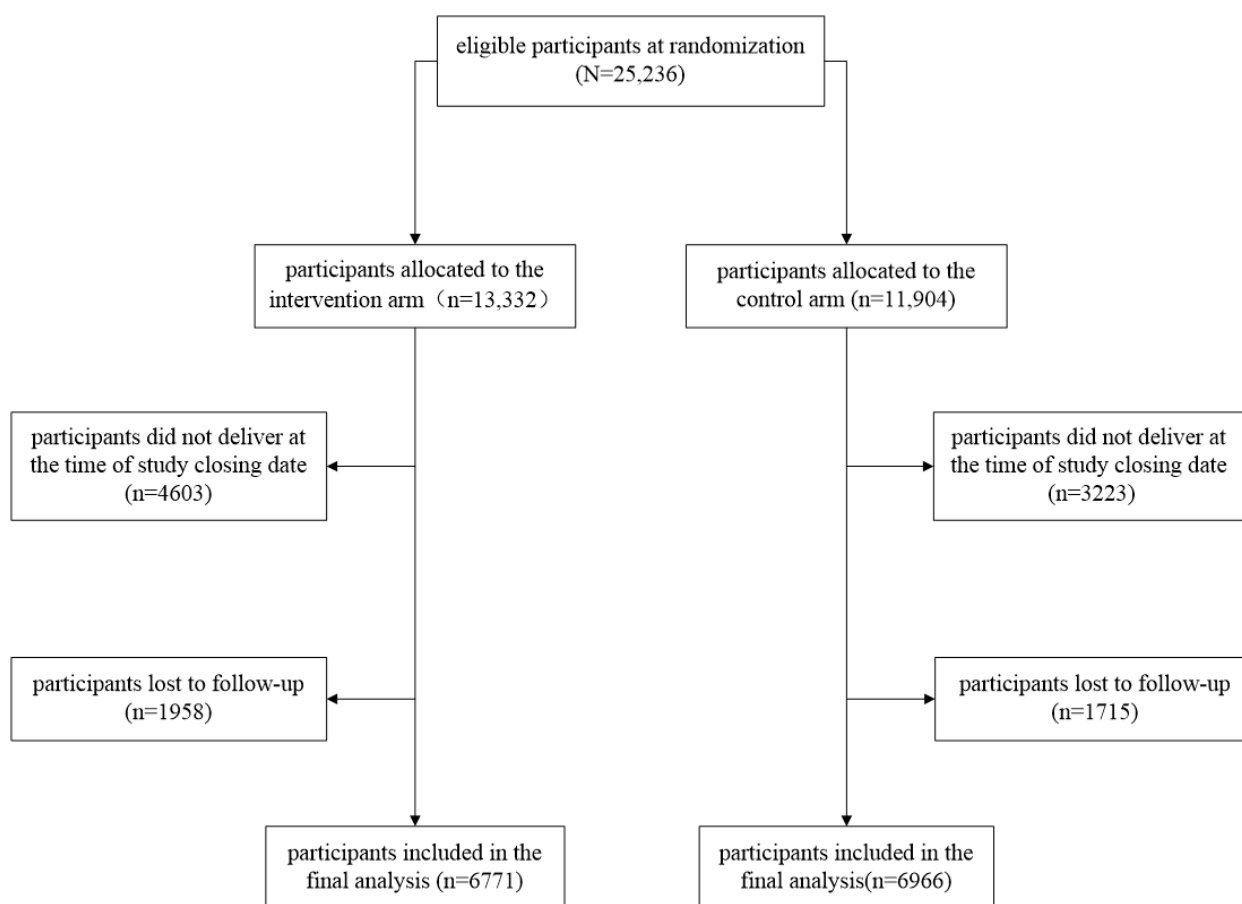 eligible participants at randomization
(N=25,236)
participants allocated to the
intervention arm（n=13,332）
participants allocated to the
control arm (n=11,904)
participants did not deliver at
the time of study closing date
(n=4603)
participants did not deliver at
the time of study closing date
(n=3223)
participants lost to follow-up
(n=1958)
participants lost to follow-up
(n=1715)
participants included in the
final analysis (n=6771)
participants included in the
final analysis(n=6966)